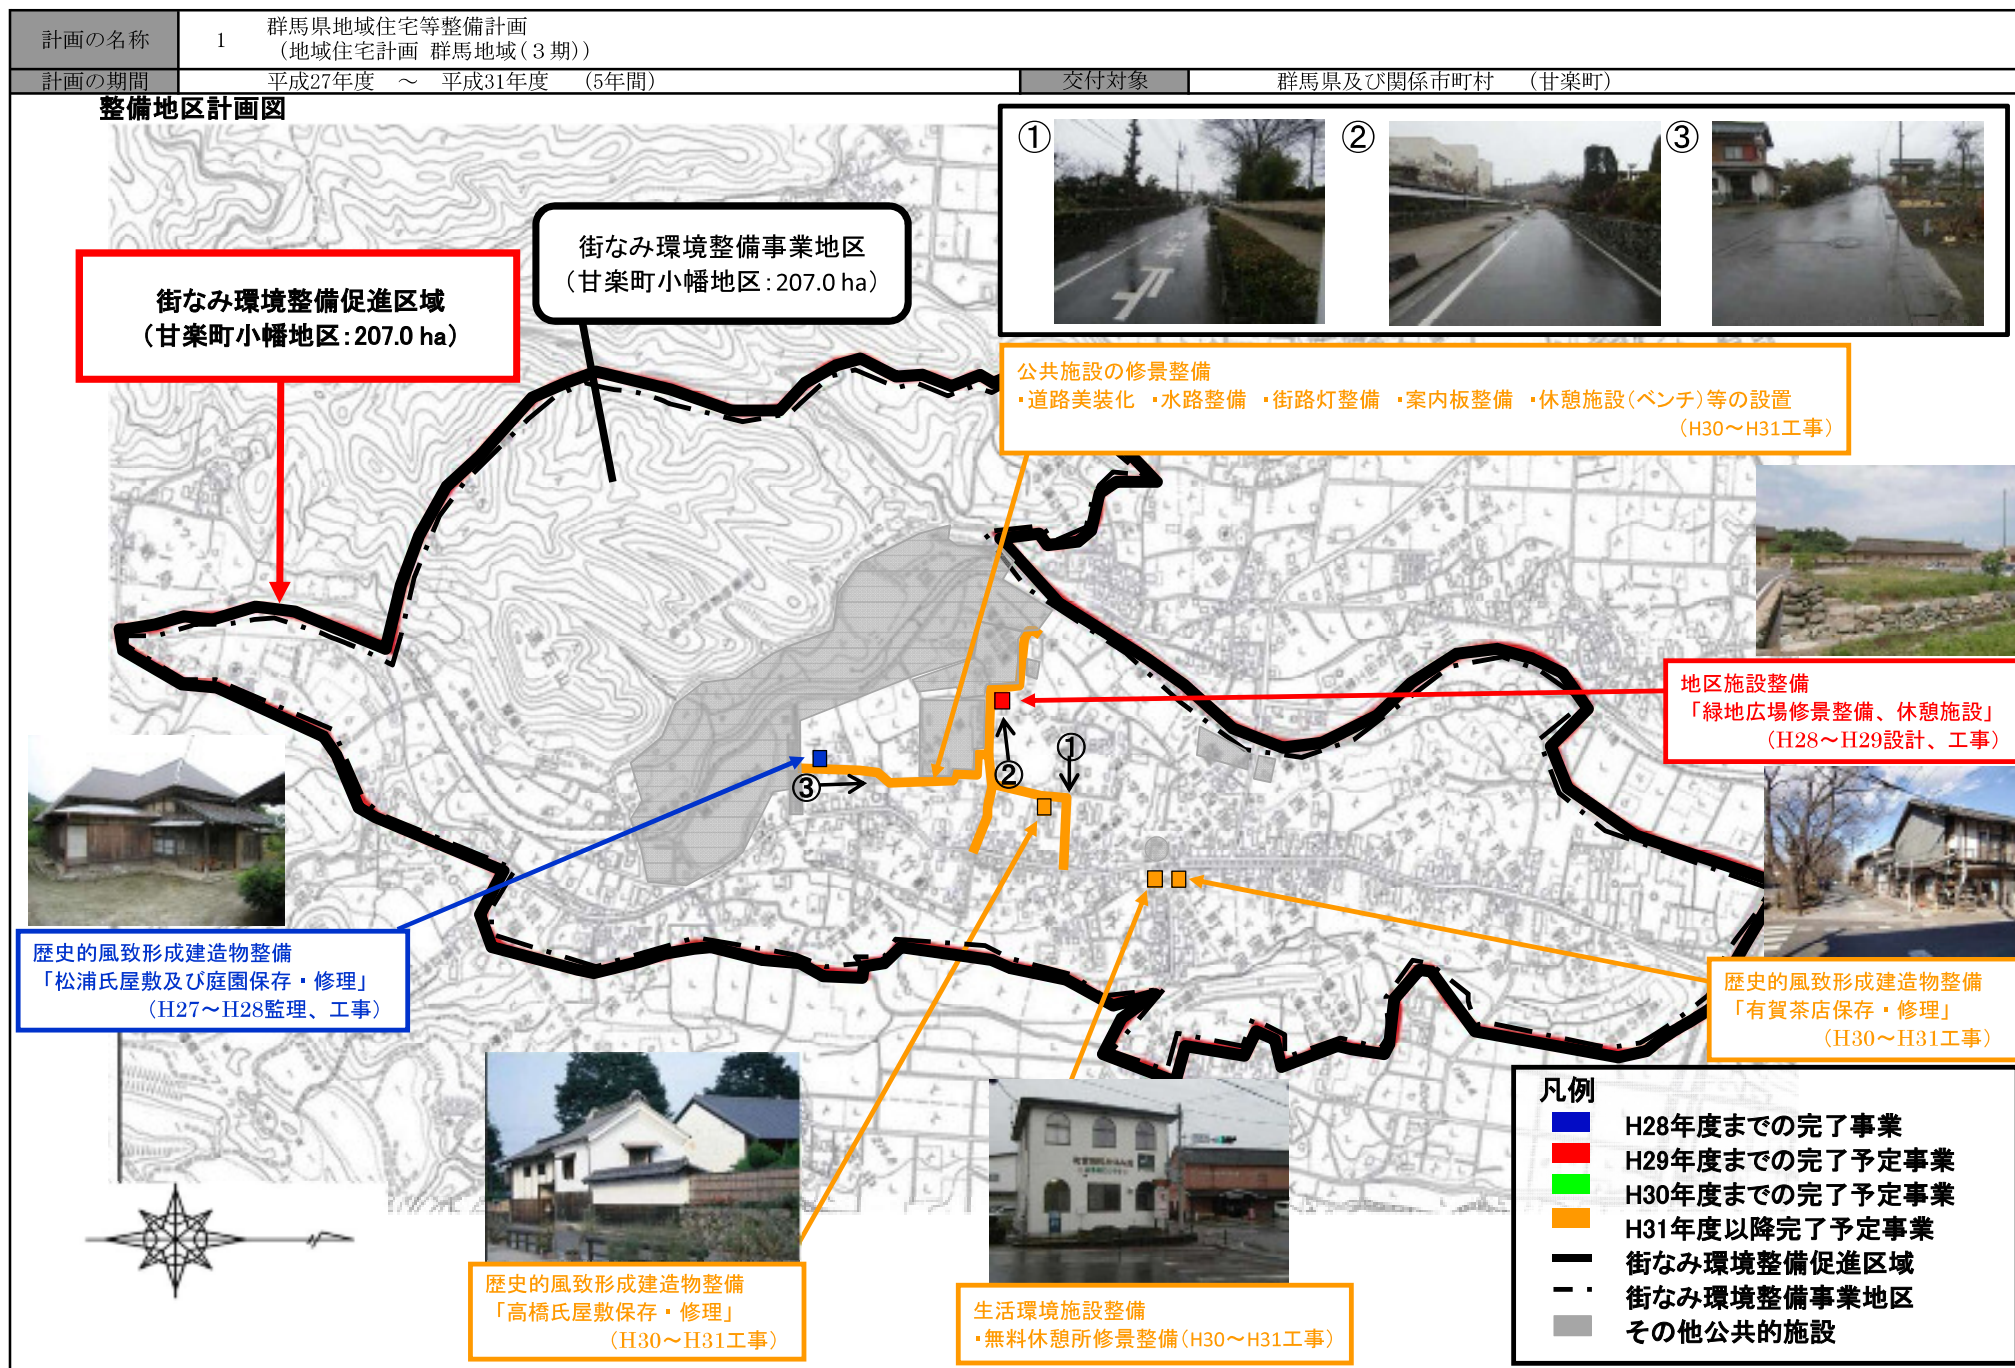 計画の名称
1
群馬県地域住宅等整備計画
（地域住宅計画 群馬地域（３期））
計画の期間
平成27年度 ～ 平成31年度 （5年間）
交付対象
群馬県及び関係市町村 （甘楽町）
整備地区計画図
① ② ③
街なみ環境整備事業地区
（甘楽町小幡地区：207.0 ha）
街なみ環境整備促進区域
（甘楽町小幡地区：207.0 ha）
公共施設の修景整備
・道路美装化 ・水路整備 ・街路灯整備 ・案内板整備 ・休憩施設（ベンチ）等の設置
（H30～H31工事）
地区施設整備
「緑地広場修景整備、休憩施設」
（H28～H29設計、工事）
①
②
③
歴史的風致形成建造物整備
「松浦氏屋敷及び庭園保存・修理」
（H27～H28監理、工事）
歴史的風致形成建造物整備
「有賀茶店保存・修理」
（H30～H31工事）
歴史的風致形成建造物整備
「高橋氏屋敷保存・修理」
（H30～H31工事）
生活環境施設整備
・無料休憩所修景整備（H30～H31工事）
凡例
H28年度までの完了事業
H29年度までの完了予定事業
H30年度までの完了予定事業
H31年度以降完了予定事業
街なみ環境整備促進区域
街なみ環境整備事業地区
その他公共的施設